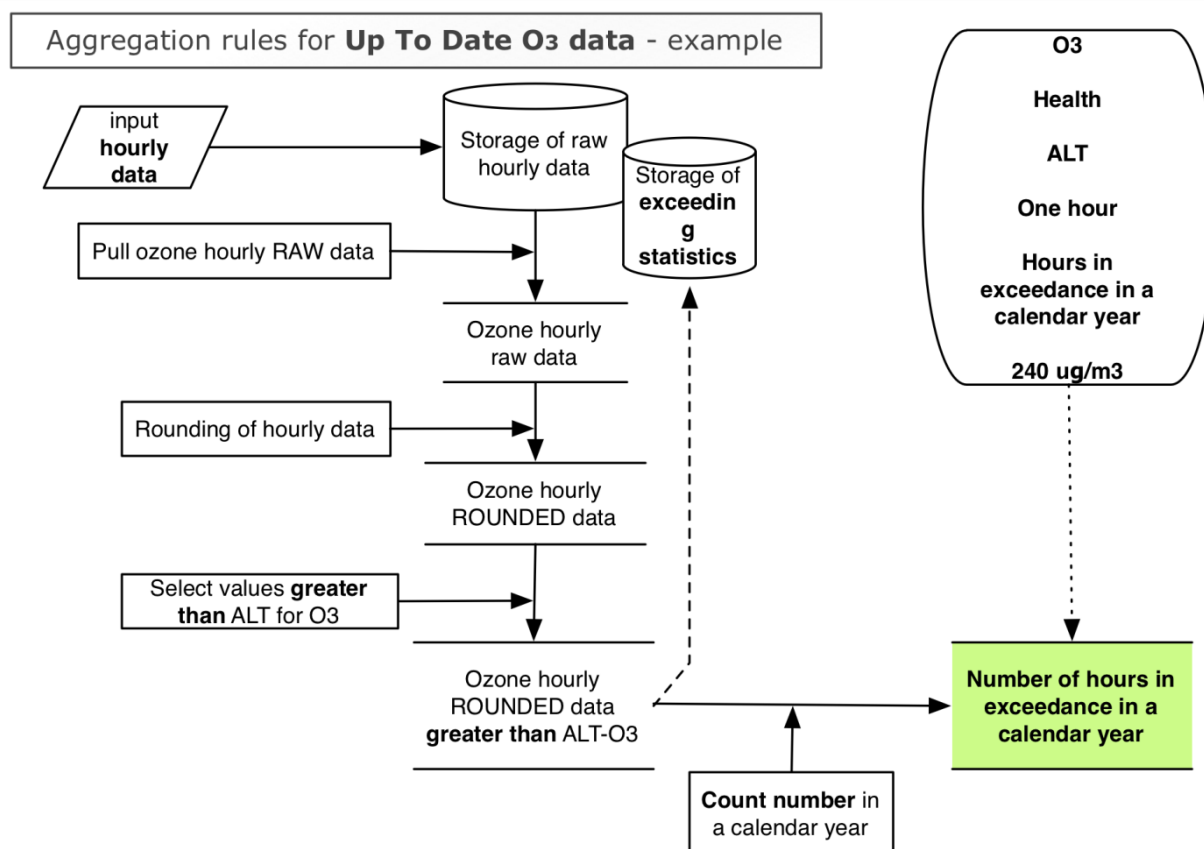 Aggregation rules for Up To Date O3 data - example
input
hourly
data
Storage of raw
hourly data
Storage of
exceedin
g
statistics
Pull ozone hourly RAW data
Ozone hourly
raw data
Rounding of hourly data
Ozone hourly
ROUNDED data
Select values greater
than ALT for O3
Ozone hourly
ROUNDED data
greater than ALT-O3
Count number in
a calendar year
O3
Health
ALT
One hour
Hours in
exceedance in a
calendar year
240 ug/m3
Number of hours in
exceedance in a
calendar year